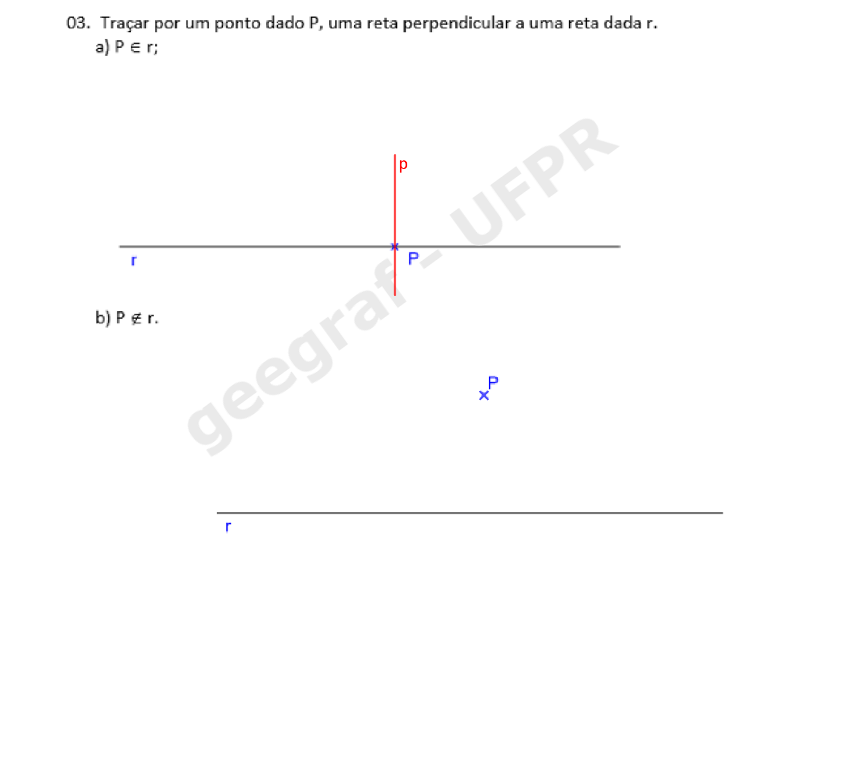 03. Traçar por um ponto dado P, uma reta perpendicular a uma reta dada r.
a) P ∈ r;
p
r
P
b) P ∉ r.
geegraf - UFPR
P
r